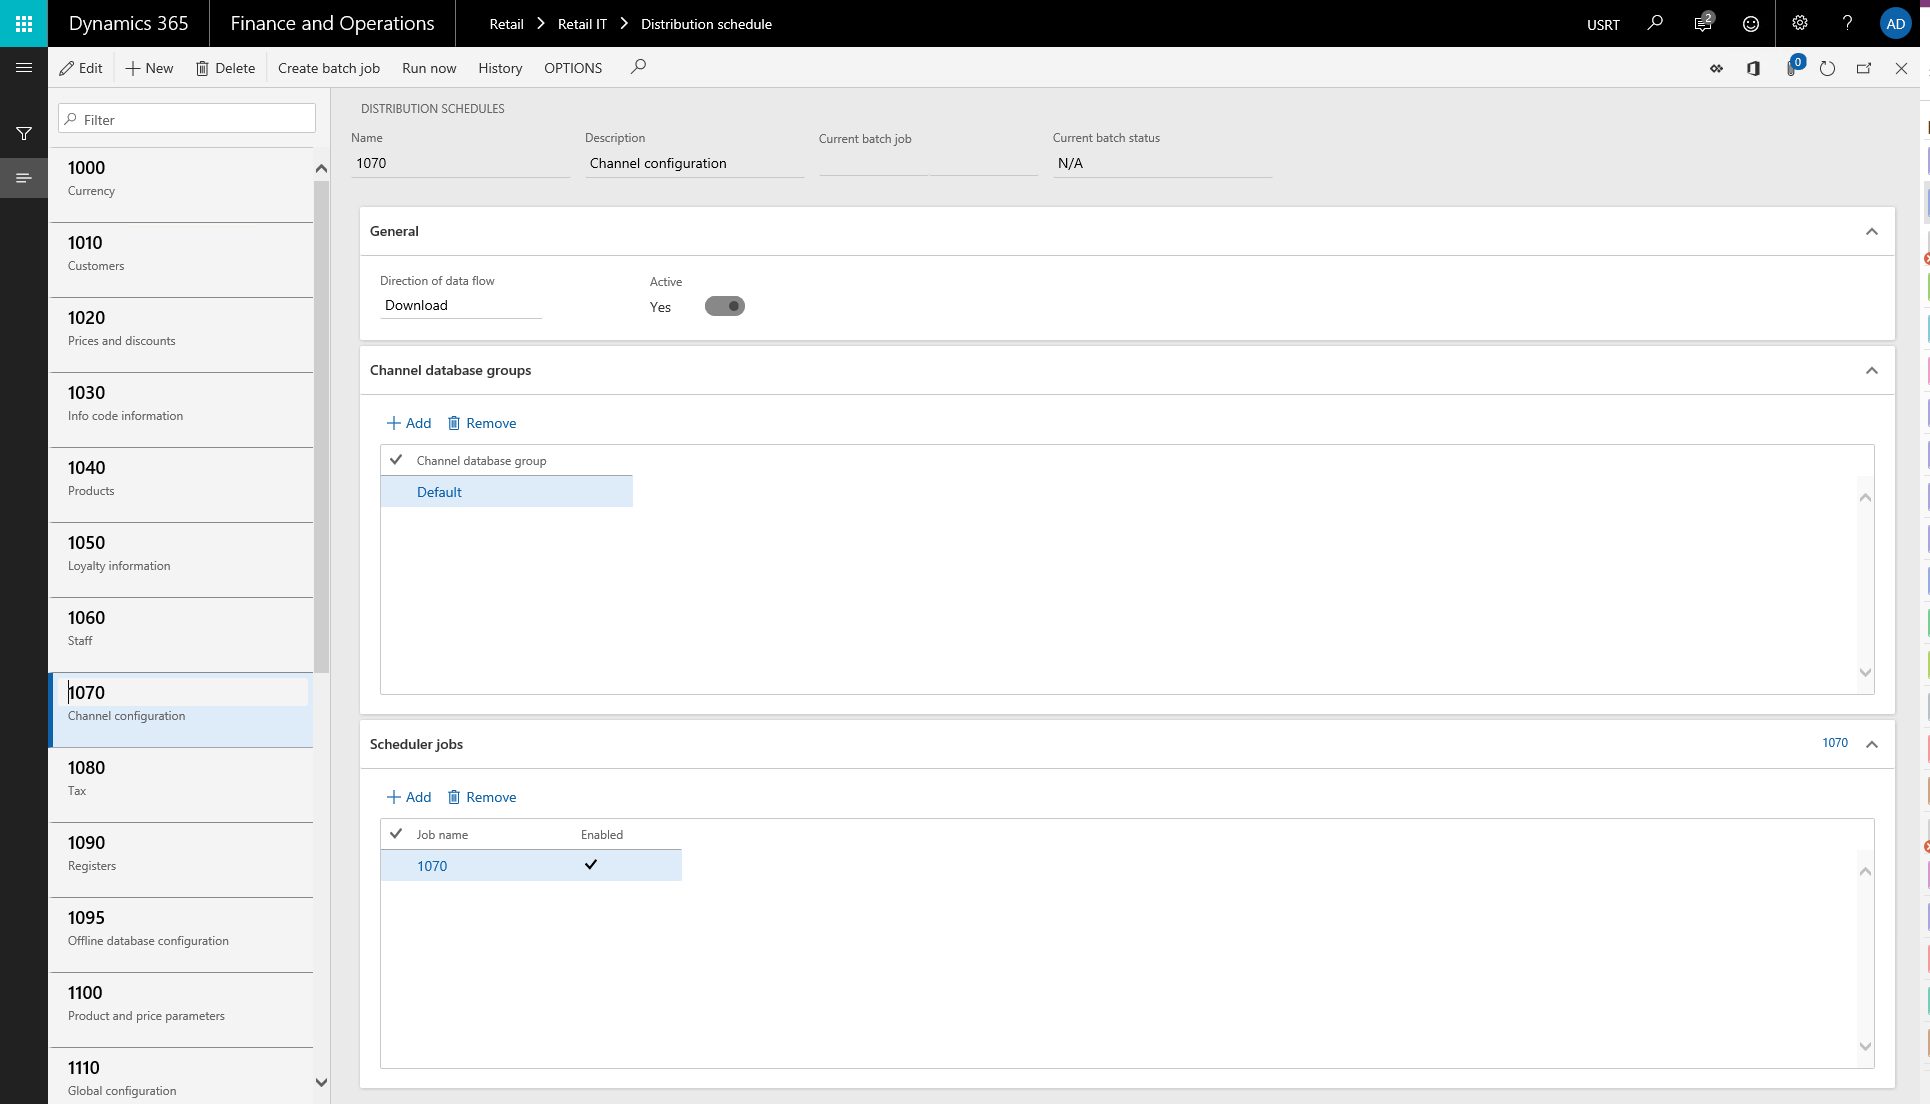 Dynamics 365 Finance and Operations Retail Retail IT Distribution schedule USRT 2 ? AD
Edit New Delete Create batch job Run now History OPTIONS 0
Filter
1000
Currency
1010
Customers
1020
Prices and discounts
1030
Info code information
1040
Products
1050
Loyalty information
1060
Staff
1070
Channel configuration
1080
Tax
1090
Registers
1095
Offline database configuration
1100
Product and price parameters
1110
Global configuration
DISTRIBUTION SCHEDULES
Name Description Current batch job Current batch status
1070 Channel configuration N/A
General
Direction of data flow Active
Download Yes
Channel database groups
Add Remove
Channel database group
Default
Scheduler jobs 1070
Add Remove
Job name Enabled
1070